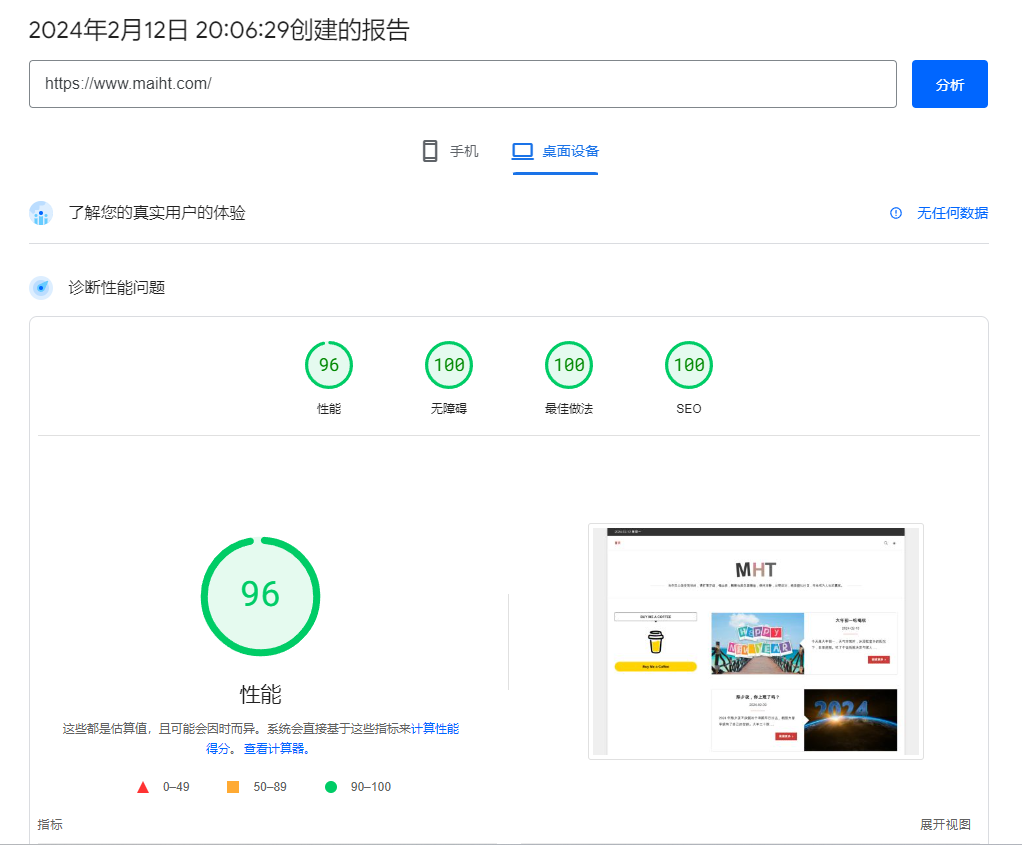 2024年2月12日 20:06:29创建的报告
https://www.maiht.com/
分析
手机
桌面设备
了解您的真实用户的体验
无任何数据
诊断性能问题
96
100
100
100
性能
无障碍
最佳做法
SEO
96
性能
这些都是估算值，且可能会因时而异。系统会直接基于这些指标来计算性能
得分。查看计算器。
0–49
50–89
90–100
MHT
BUY ME A COFFEE
Buy Me a Coffee
HAPPY
NEW YEAR
2024
指标
展开视图